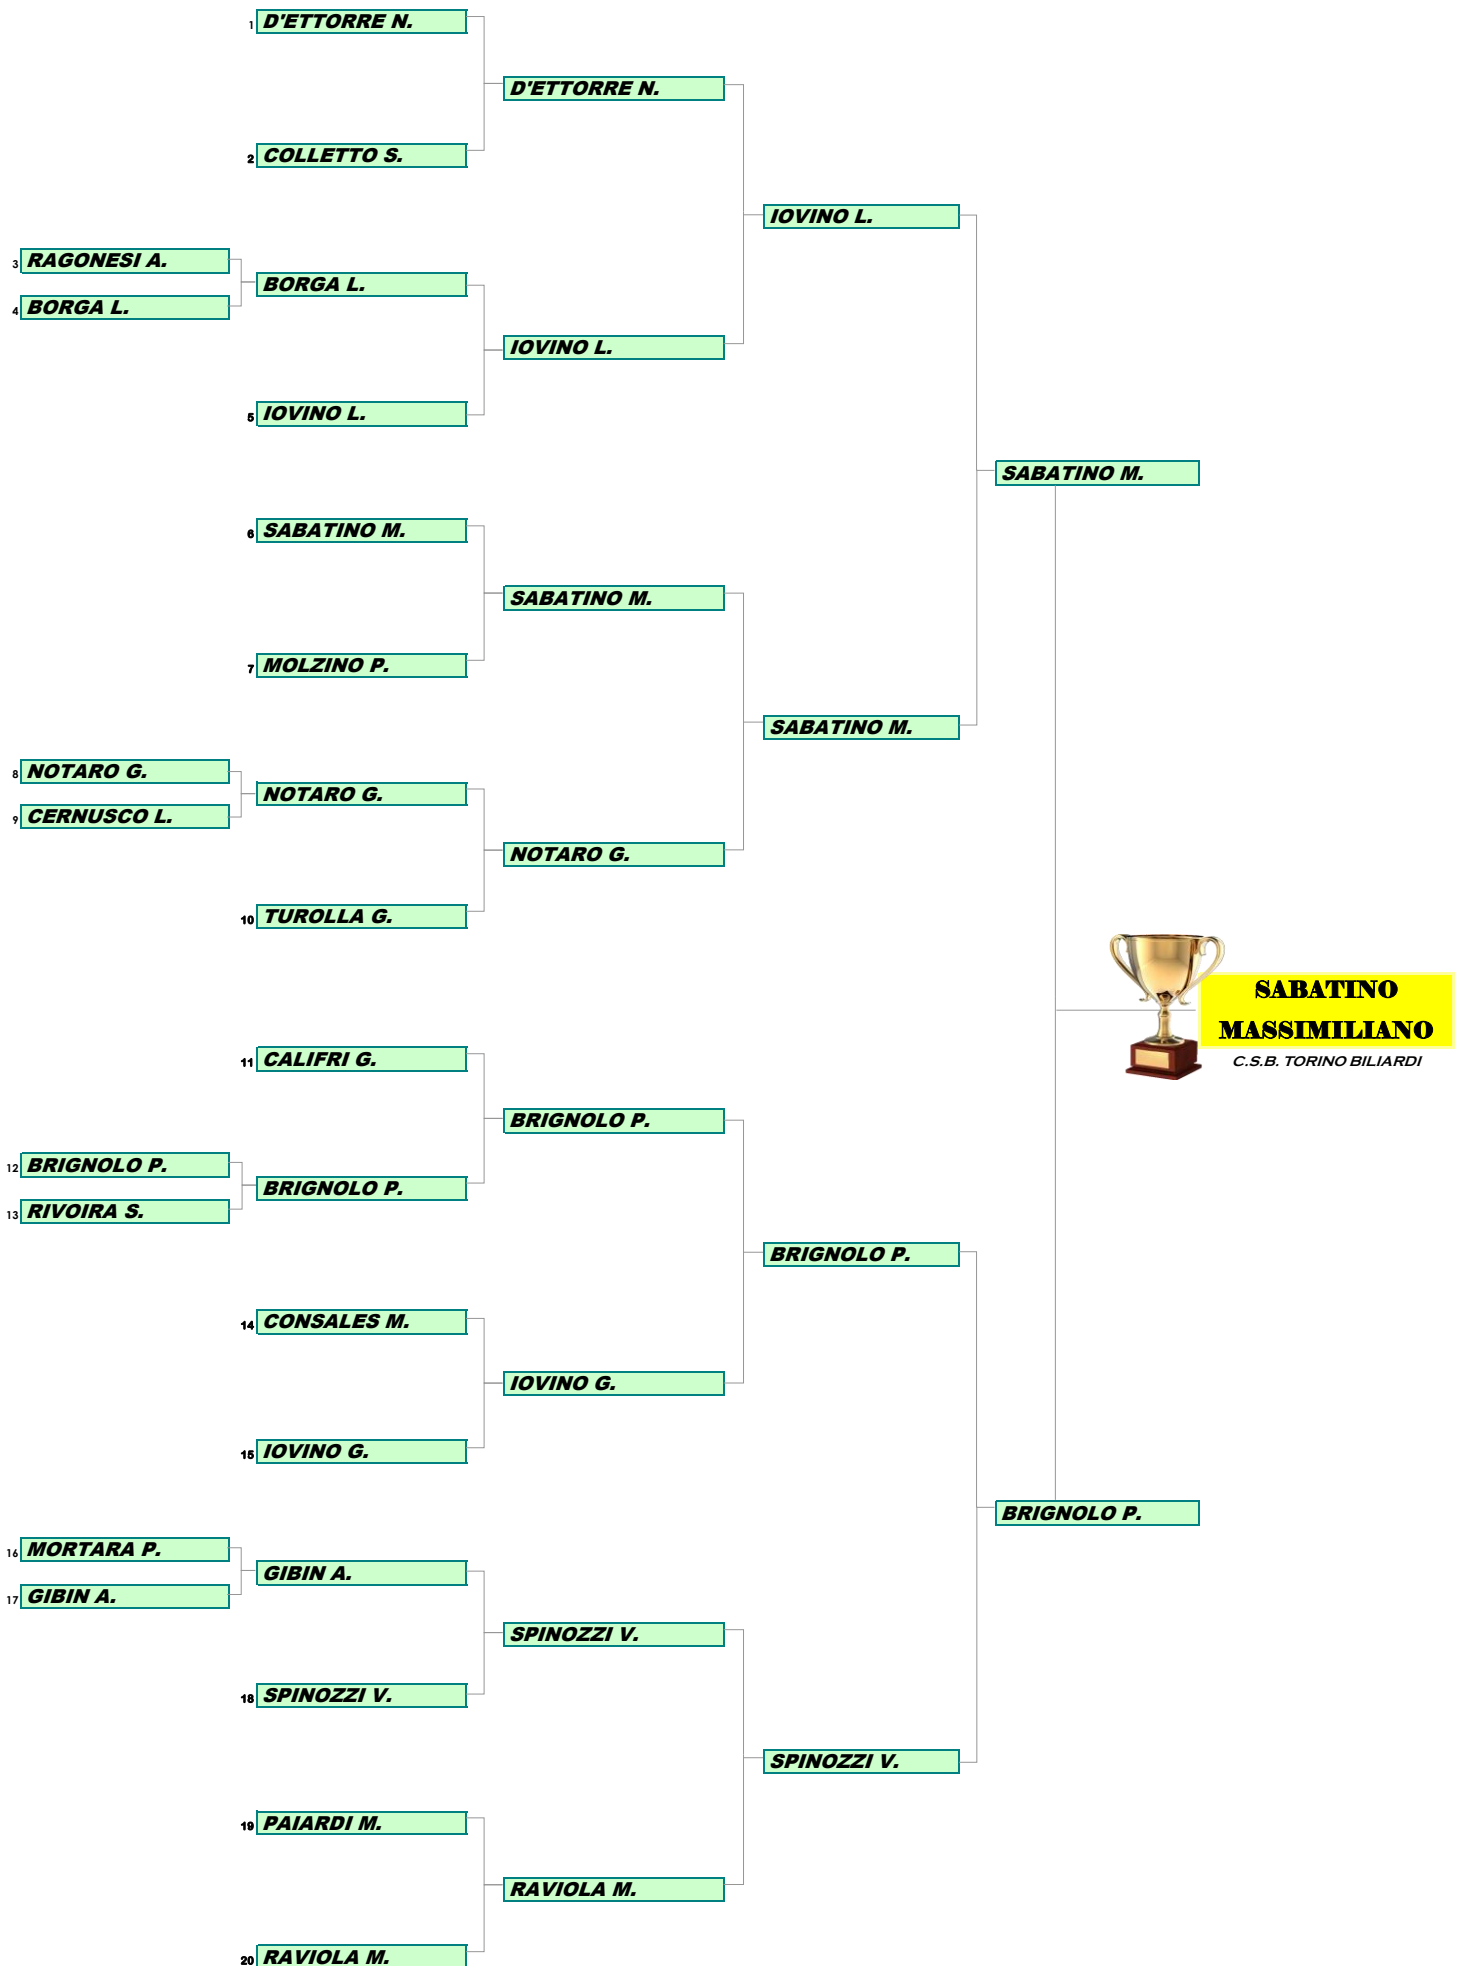 1 D'ETTORRE N.
D'ETTORRE N.
2 COLLETTO S.
IOVINO L.
3 RAGONESI A.
BORGA L.
4 BORGA L.
IOVINO L.
5 IOVINO L.
SABATINO M.
6 SABATINO M.
SABATINO M.
7 MOLZINO P.
SABATINO M.
8 NOTARO G.
NOTARO G.
9 CERNUSCO L.
NOTARO G.
10 TUROLLA G.
SABATINO
MASSIMILIANO
C.S.B. TORINO BILIARDI
11 CALIFRI G.
BRIGNOLO P.
12 BRIGNOLO P.
BRIGNOLO P.
13 RIVOIRA S.
BRIGNOLO P.
14 CONSALES M.
IOVINO G.
15 IOVINO G.
BRIGNOLO P.
16 MORTARA P.
GIBIN A.
17 GIBIN A.
SPINOZZI V.
18 SPINOZZI V.
SPINOZZI V.
19 PAIARDI M.
RAVIOLA M.
20 RAVIOLA M.